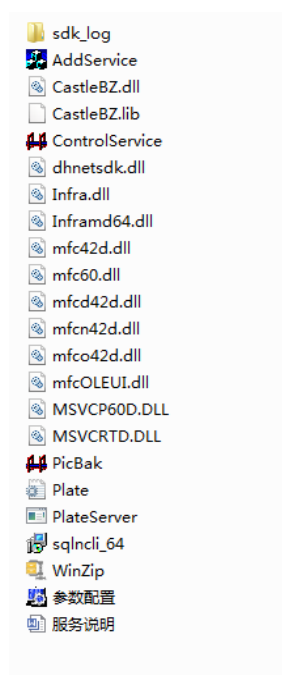 sdk_log
AddService
CastleBZ.dll
CastleBZ.lib
ControlService
dhnetsdk.dll
Infra.dll
Inframd64.dll
mfc42d.dll
mfc60.dll
mfcd42d.dll
mfcn42d.dll
mfco42d.dll
mfcOLEUI.dll
MSVCP60D.DLL
MSVCRTD.DLL
PicBak
Plate
PlateServer
sqlncli_64
WinZip
参数配置
服务说明